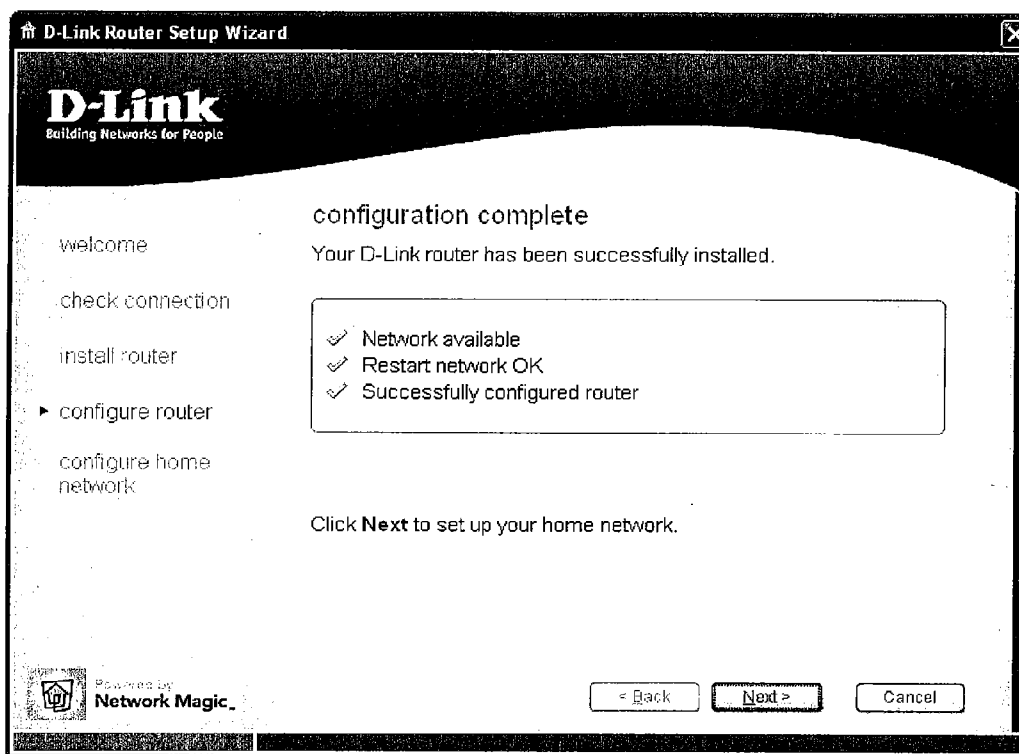 D-Link Router Setup Wizard
D-Link
Building Networks for People
welcome
check connection
install router
configure router
configure home
network
configuration complete
Your D-Link router has been successfully installed.
Network available
Restart network OK
Successfully configured router
Click Next to set up your home network.
Powered by
Network Magic
< Back
Next >
Cancel